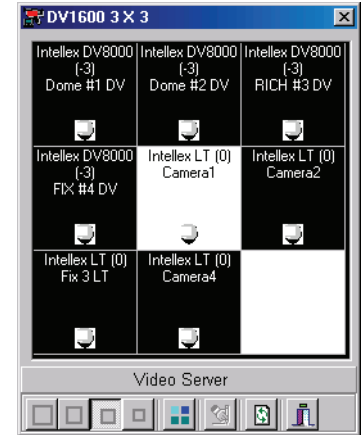 DV1600 3 X 3
Intellex DV8000 Intellex DV8000 Intellex DV8000
(-3) (-3) (-3)
Dome #1 DV Dome #2 DV RICH #3 DV
Intellex DV8000 Intellex LT (0) Intellex LT (0)
(-3) Camera1 Camera2
FIX #4 DV
Intellex LT (0) Intellex LT (0)
Fix 3 LT Camera4
Video Server